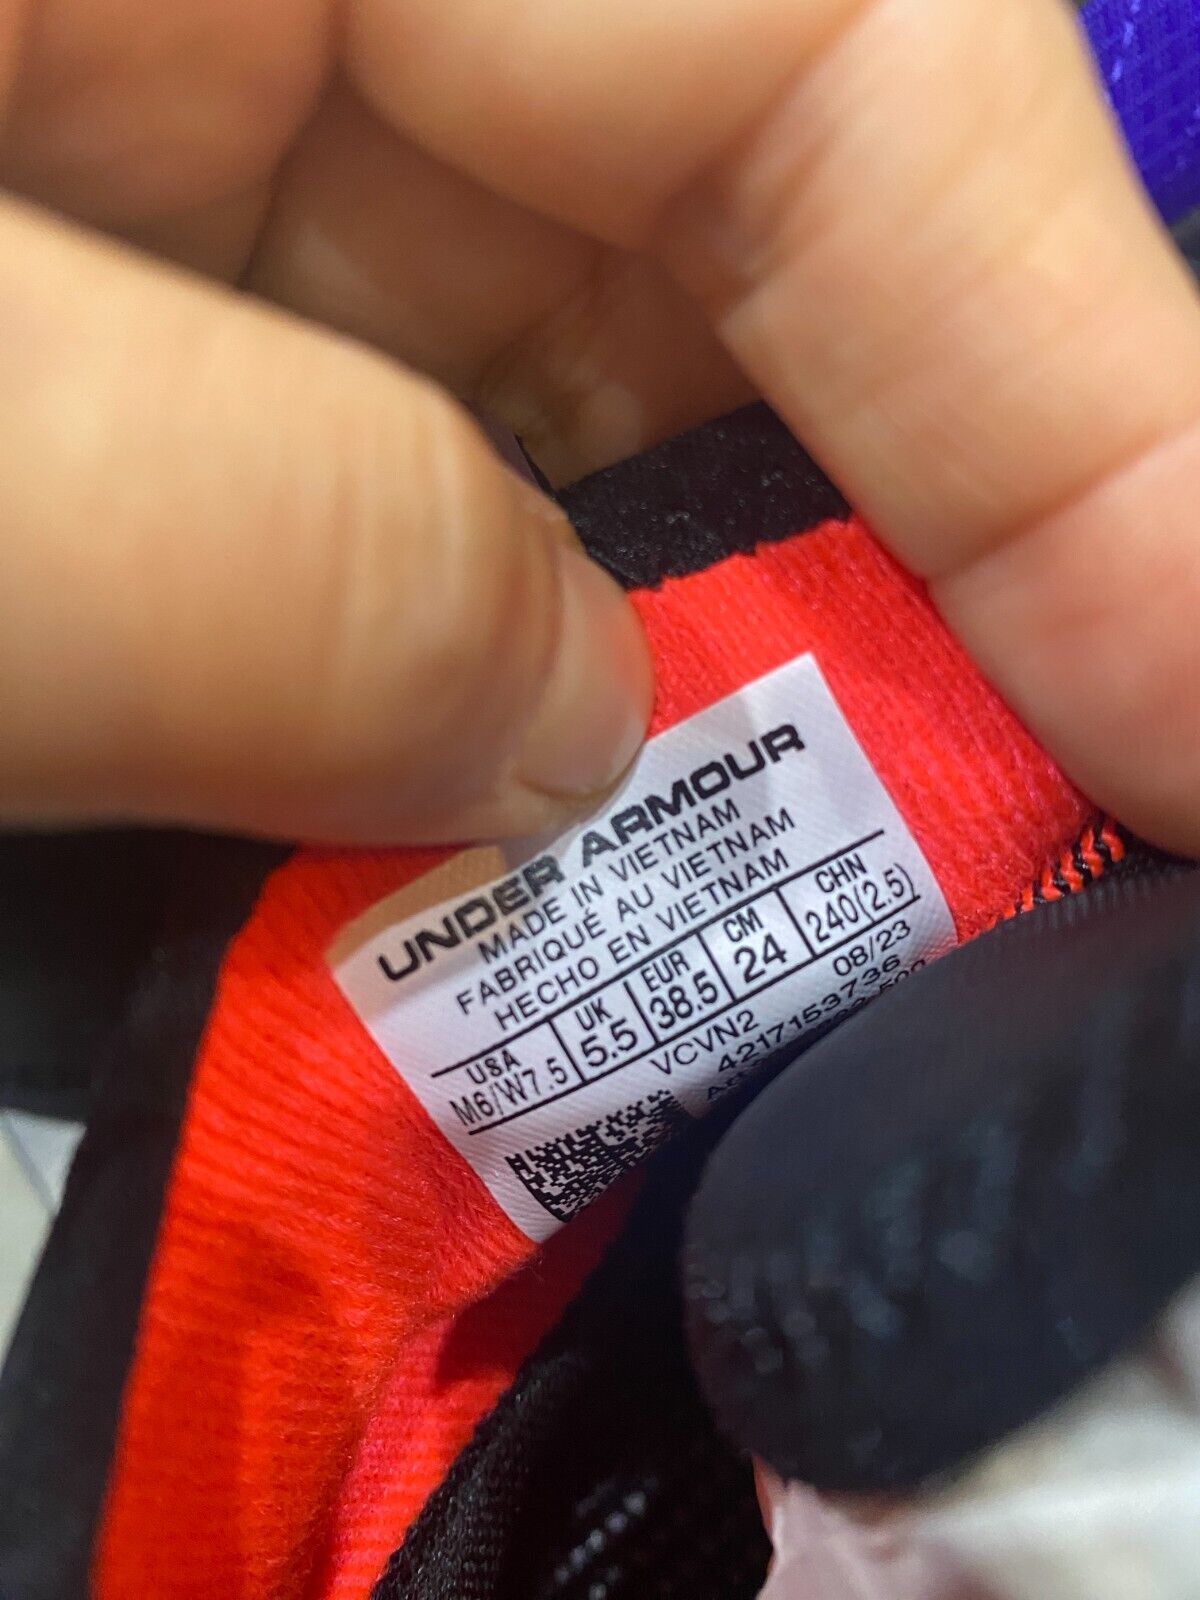 UNDER ARMOUR
MADE IN VIETNAM
FABRIQUÉ AU VIETNAM
HECHO EN VIETNAM
USA UK EUR CM CHN
M6/W7.5 5.5 38.5 24 240(2.5)
VCVN2 08/23
4217153736